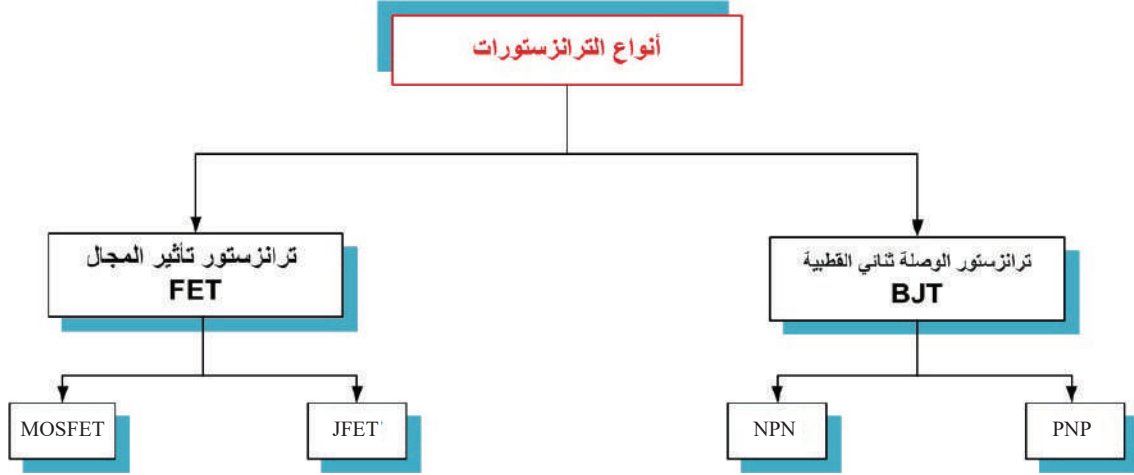 أنواع الترانزستورات
ترانزستور الوصلة ثنائي القطبية
BJT
ترانزستور تأثير المجال
FET
PNP
NPN
JFET
MOSFET